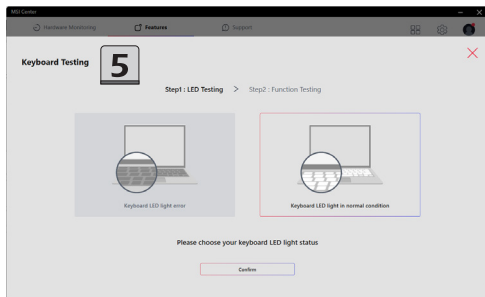 MSI Center
Hardware Monitoring
Features
Support
Keyboard Testing
5
Step1 : LED Testing > Step2 : Function Testing
Keyboard LED light error
Keyboard LED light in normal condition
Please choose your keyboard LED light status
Confirm